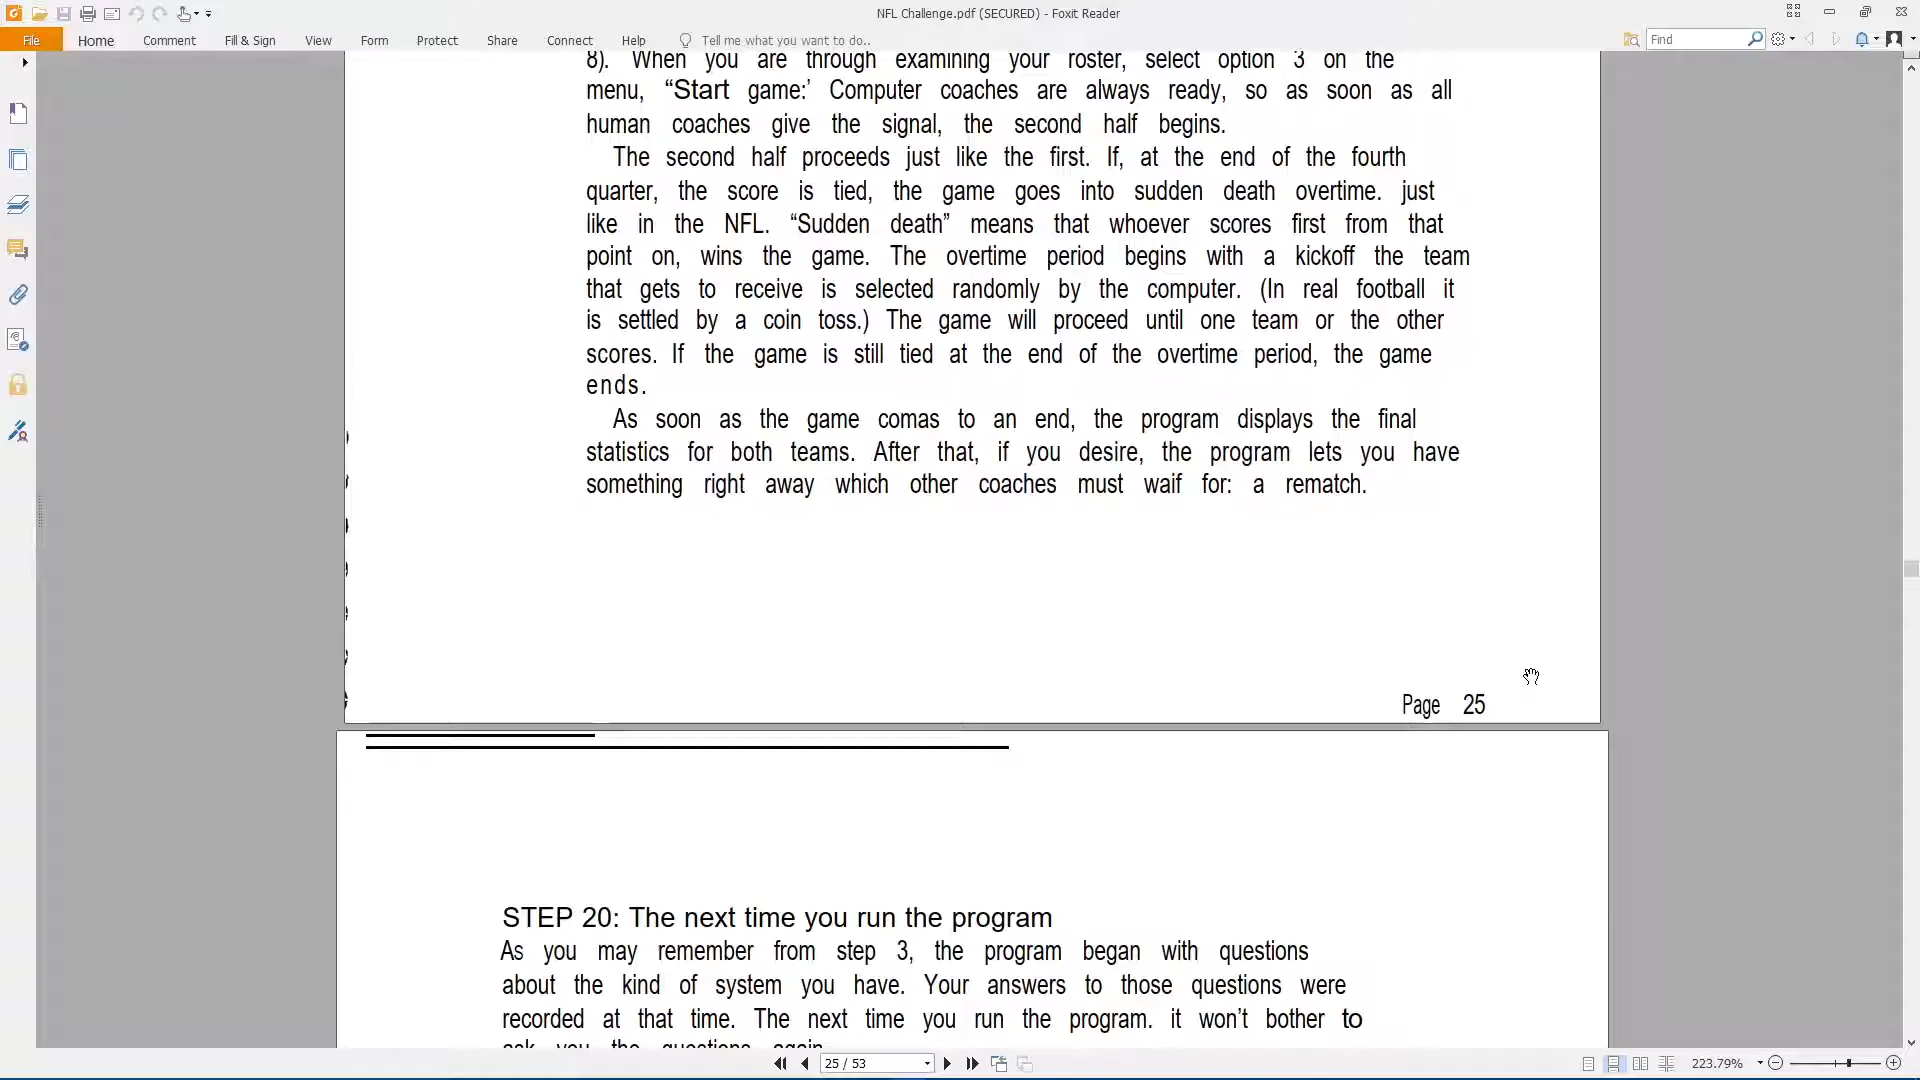 NFL Challenge.pdf (SECURED) - Foxit Reader
File Home Comment Fill & Sign View Form Protect Share Connect Help Tell me what you want to do.. Find
8). When you are through examining your roster, select option 3 on the
menu, “Start game:’ Computer coaches are always ready, so as soon as all
human coaches give the signal, the second half begins.
The second half proceeds just like the first. If, at the end of the fourth
quarter, the score is tied, the game goes into sudden death overtime. just
like in the NFL. “Sudden death” means that whoever scores first from that
point on, wins the game. The overtime period begins with a kickoff the team
that gets to receive is selected randomly by the computer. (In real football it
is settled by a coin toss.) The game will proceed until one team or the other
scores. If the game is still tied at the end of the overtime period, the game
ends.
As soon as the game comas to an end, the program displays the final
statistics for both teams. After that, if you desire, the program lets you have
something right away which other coaches must waif for: a rematch.
Page 25
STEP 20: The next time you run the program
As you may remember from step 3, the program began with questions
about the kind of system you have. Your answers to those questions were
recorded at that time. The next time you run the program. it won’t bother to
ask you the questions again
25 / 53
223.79%